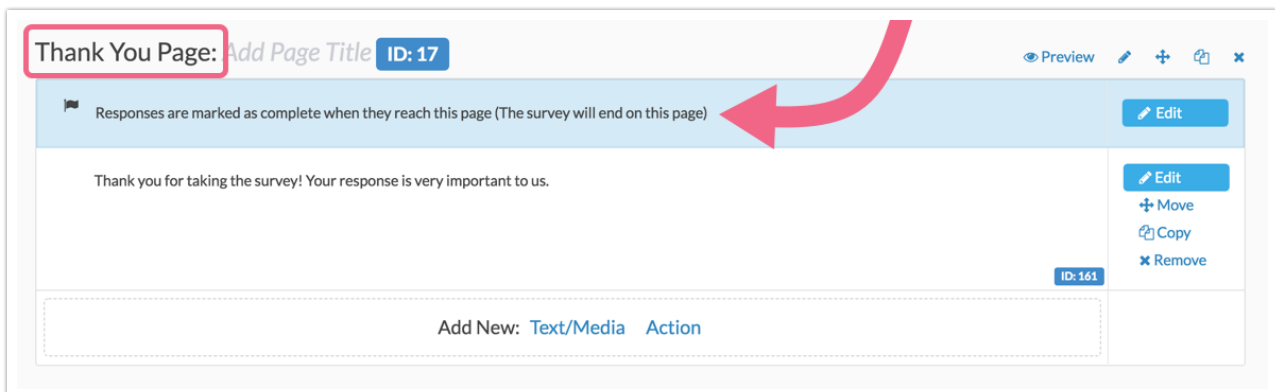 Thank You Page: Add Page Title ID: 17 Preview
Responses are marked as complete when they reach this page (The survey will end on this page) Edit
Thank you for taking the survey! Your response is very important to us. Edit
Move
Copy
Remove
ID: 161
Add New: Text/Media Action